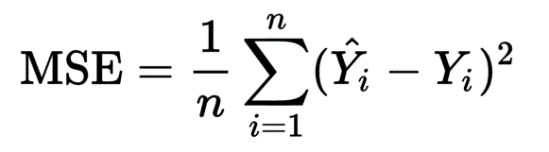 MSE = \frac{1}{n} \sum_{i=1}^{n} (\hat{Y}_i - Y_i)^2